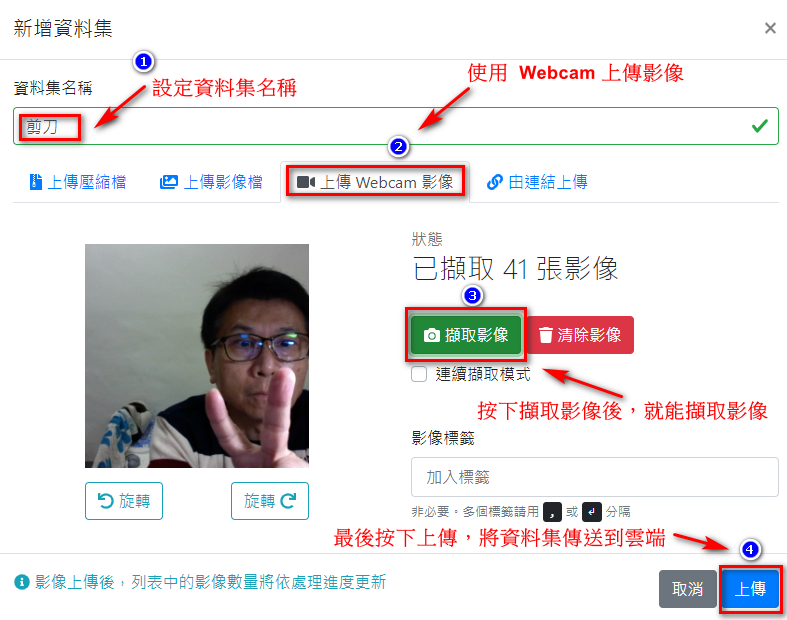 新增資料集
×
1
資料集名稱
設定資料集名稱
使用 Webcam 上傳影像
剪刀
2
上傳壓縮檔
上傳影像檔
上傳 Webcam 影像
由連結上傳
狀態
已擷取 41 張影像
3
擷取影像
清除影像
連續擷取模式
按下擷取影像後，就能擷取影像
影像標籤
加入標籤
旋轉
旋轉
非必要。多個標籤請用 , 或 ↵ 分隔
最後按下上傳，將資料集傳送到雲端
4
影像上傳後，列表中的影像數量將依處理進度更新
取消
上傳